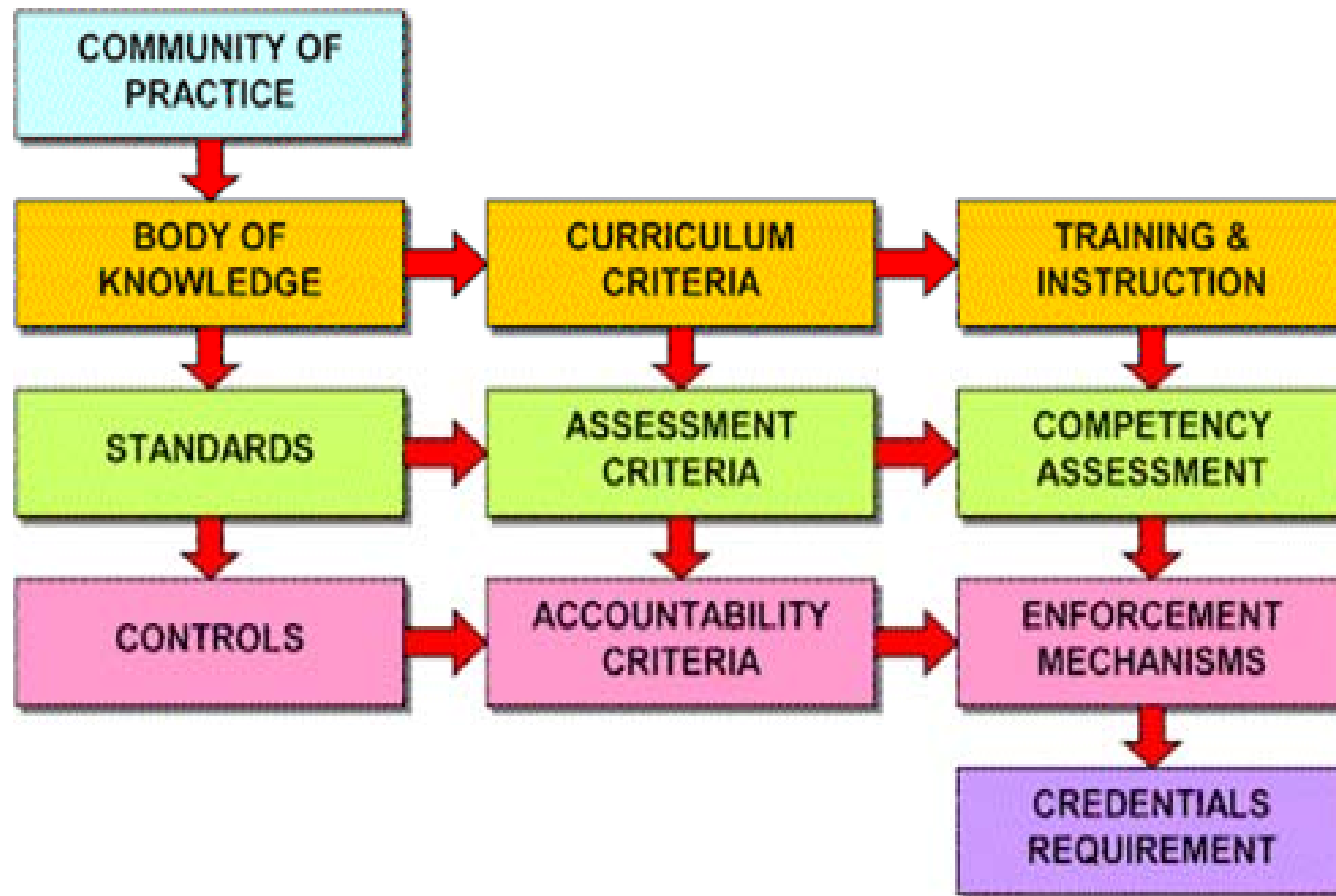 COMMUNITY OF
PRACTICE
BODY OF
KNOWLEDGE
CURRICULUM
CRITERIA
TRAINING &
INSTRUCTION
STANDARDS
ASSESSMENT
CRITERIA
COMPETENCY
ASSESSMENT
CONTROLS
ACCOUNTABILITY
CRITERIA
ENFORCEMENT
MECHANISMS
CREDENTIALS
REQUIREMENT